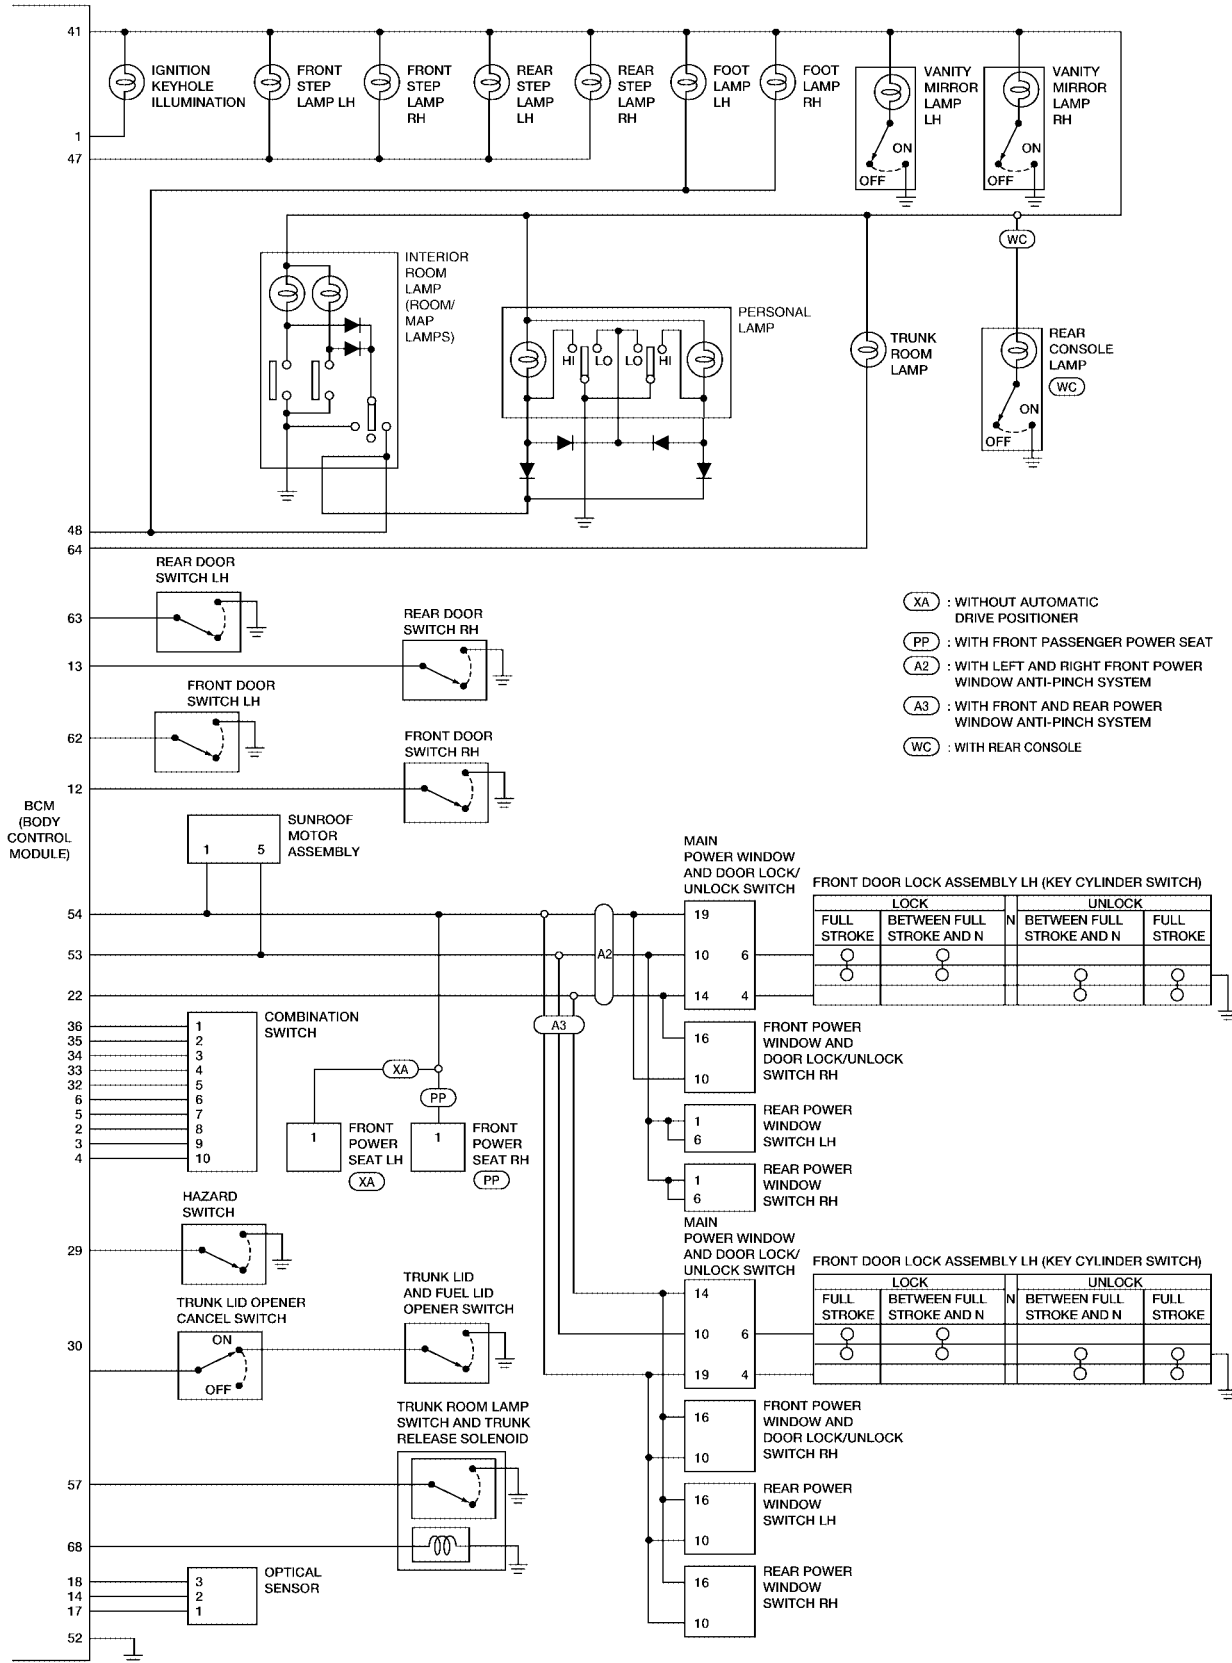 41
IGNITION
KEYHOLE
ILLUMINATION
FRONT
STEP
LAMP LH
FRONT
STEP
LAMP
RH
REAR
STEP
LAMP
LH
REAR
STEP
LAMP
RH
FOOT
LAMP
LH
FOOT
LAMP
RH
VANITY
MIRROR
LAMP
LH
ON
OFF
VANITY
MIRROR
LAMP
RH
ON
OFF
1
47
WC
INTERIOR
ROOM
LAMP
(ROOM/
MAP
LAMPS)
PERSONAL
LAMP
HI
LO
LO
HI
TRUNK
ROOM
LAMP
REAR
CONSOLE
LAMP
WC
ON
OFF
48
64
REAR DOOR
SWITCH LH
63
REAR DOOR
SWITCH RH
13
FRONT DOOR
SWITCH LH
62
FRONT DOOR
SWITCH RH
12
XA : WITHOUT AUTOMATIC
DRIVE POSITIONER
PP : WITH FRONT PASSENGER POWER SEAT
A2 : WITH LEFT AND RIGHT FRONT POWER
WINDOW ANTI-PINCH SYSTEM
A3 : WITH FRONT AND REAR POWER
WINDOW ANTI-PINCH SYSTEM
WC : WITH REAR CONSOLE
BCM
(BODY
CONTROL
MODULE)
SUNROOF
MOTOR
ASSEMBLY
1 5
54
53
22
A2
A3
MAIN
POWER WINDOW
AND DOOR LOCK/
UNLOCK SWITCH
19
10 6
14 4
FRONT DOOR LOCK ASSEMBLY LH (KEY CYLINDER SWITCH)
LOCK N UNLOCK
FULL
STROKE
BETWEEN FULL
STROKE AND N
BETWEEN FULL
STROKE AND N
FULL
STROKE
COMBINATION
SWITCH
36 1
35 2
34 3
33 4
32 5
6 6
5 7
2 8
3 9
4 10
XA
PP
1
FRONT
POWER
SEAT LH
XA
1
FRONT
POWER
SEAT RH
PP
16
10
FRONT POWER
WINDOW AND
DOOR LOCK/UNLOCK
SWITCH RH
1
6
REAR POWER
WINDOW
SWITCH LH
1
6
REAR POWER
WINDOW
SWITCH RH
HAZARD
SWITCH
29
TRUNK LID OPENER
CANCEL SWITCH
ON
OFF
30
TRUNK LID
AND FUEL LID
OPENER SWITCH
MAIN
POWER WINDOW
AND DOOR LOCK/
UNLOCK SWITCH
14
10 6
19 4
FRONT DOOR LOCK ASSEMBLY LH (KEY CYLINDER SWITCH)
LOCK N UNLOCK
FULL
STROKE
BETWEEN FULL
STROKE AND N
BETWEEN FULL
STROKE AND N
FULL
STROKE
TRUNK ROOM LAMP
SWITCH AND TRUNK
RELEASE SOLENOID
57
68
16
10
FRONT POWER
WINDOW AND
DOOR LOCK/UNLOCK
SWITCH RH
16
10
REAR POWER
WINDOW
SWITCH LH
16
10
REAR POWER
WINDOW
SWITCH RH
OPTICAL
SENSOR
18 3
14 2
17 1
52